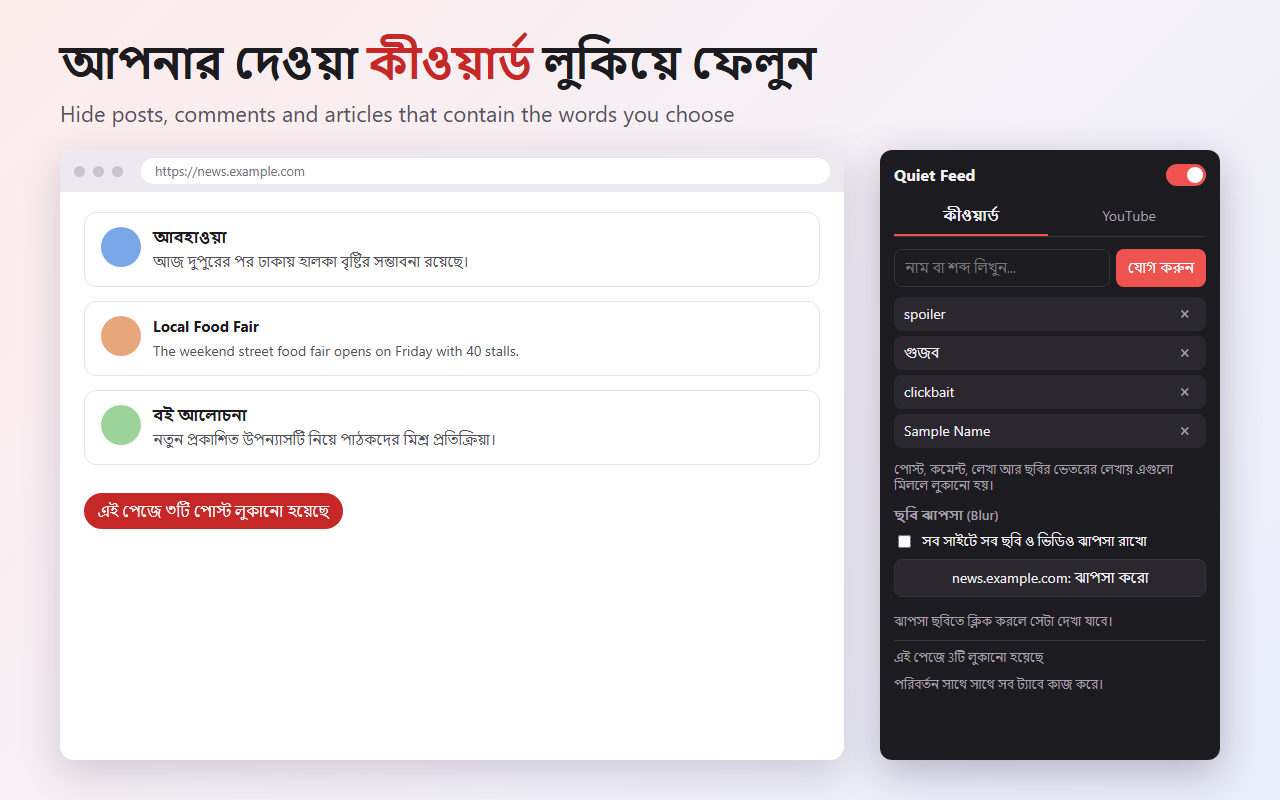 আপনার দেওয়া কীওয়ার্ড লুকিয়ে ফেলুন
Hide posts, comments and articles that contain the words you choose
https://news.example.com
আবহাওয়া
আজ দুপুরের পর ঢাকায় হালকা বৃষ্টির সম্ভাবনা রয়েছে।
Local Food Fair
The weekend street food fair opens on Friday with 40 stalls.
বই আলোচনা
নতুন প্রকাশিত উপন্যাসটি নিয়ে পাঠকদের মিশ্র প্রতিক্রিয়া।
এই পেজে ৩টি পোস্ট লুকানো হয়েছে
Quiet Feed
কীওয়ার্ড
YouTube
নাম বা শব্দ লিখুন...
যোগ করুন
spoiler ×
গুজব ×
clickbait ×
Sample Name ×
পোস্ট, কমেন্ট, লেখা আর ছবির ভেতরের লেখায় এগুলো
মিললে লুকানো হয়।
ছবি ঝাপসা (Blur)
সব সাইটে সব ছবি ও ভিডিও ঝাপসা রাখো
news.example.com: ঝাপসা করো
ঝাপসা ছবিতে ক্লিক করলে সেটা দেখা যাবে।
এই পেজে 3টি লুকানো হয়েছে
পরিবর্তন সাথে সাথে সব ট্যাবে কাজ করে।